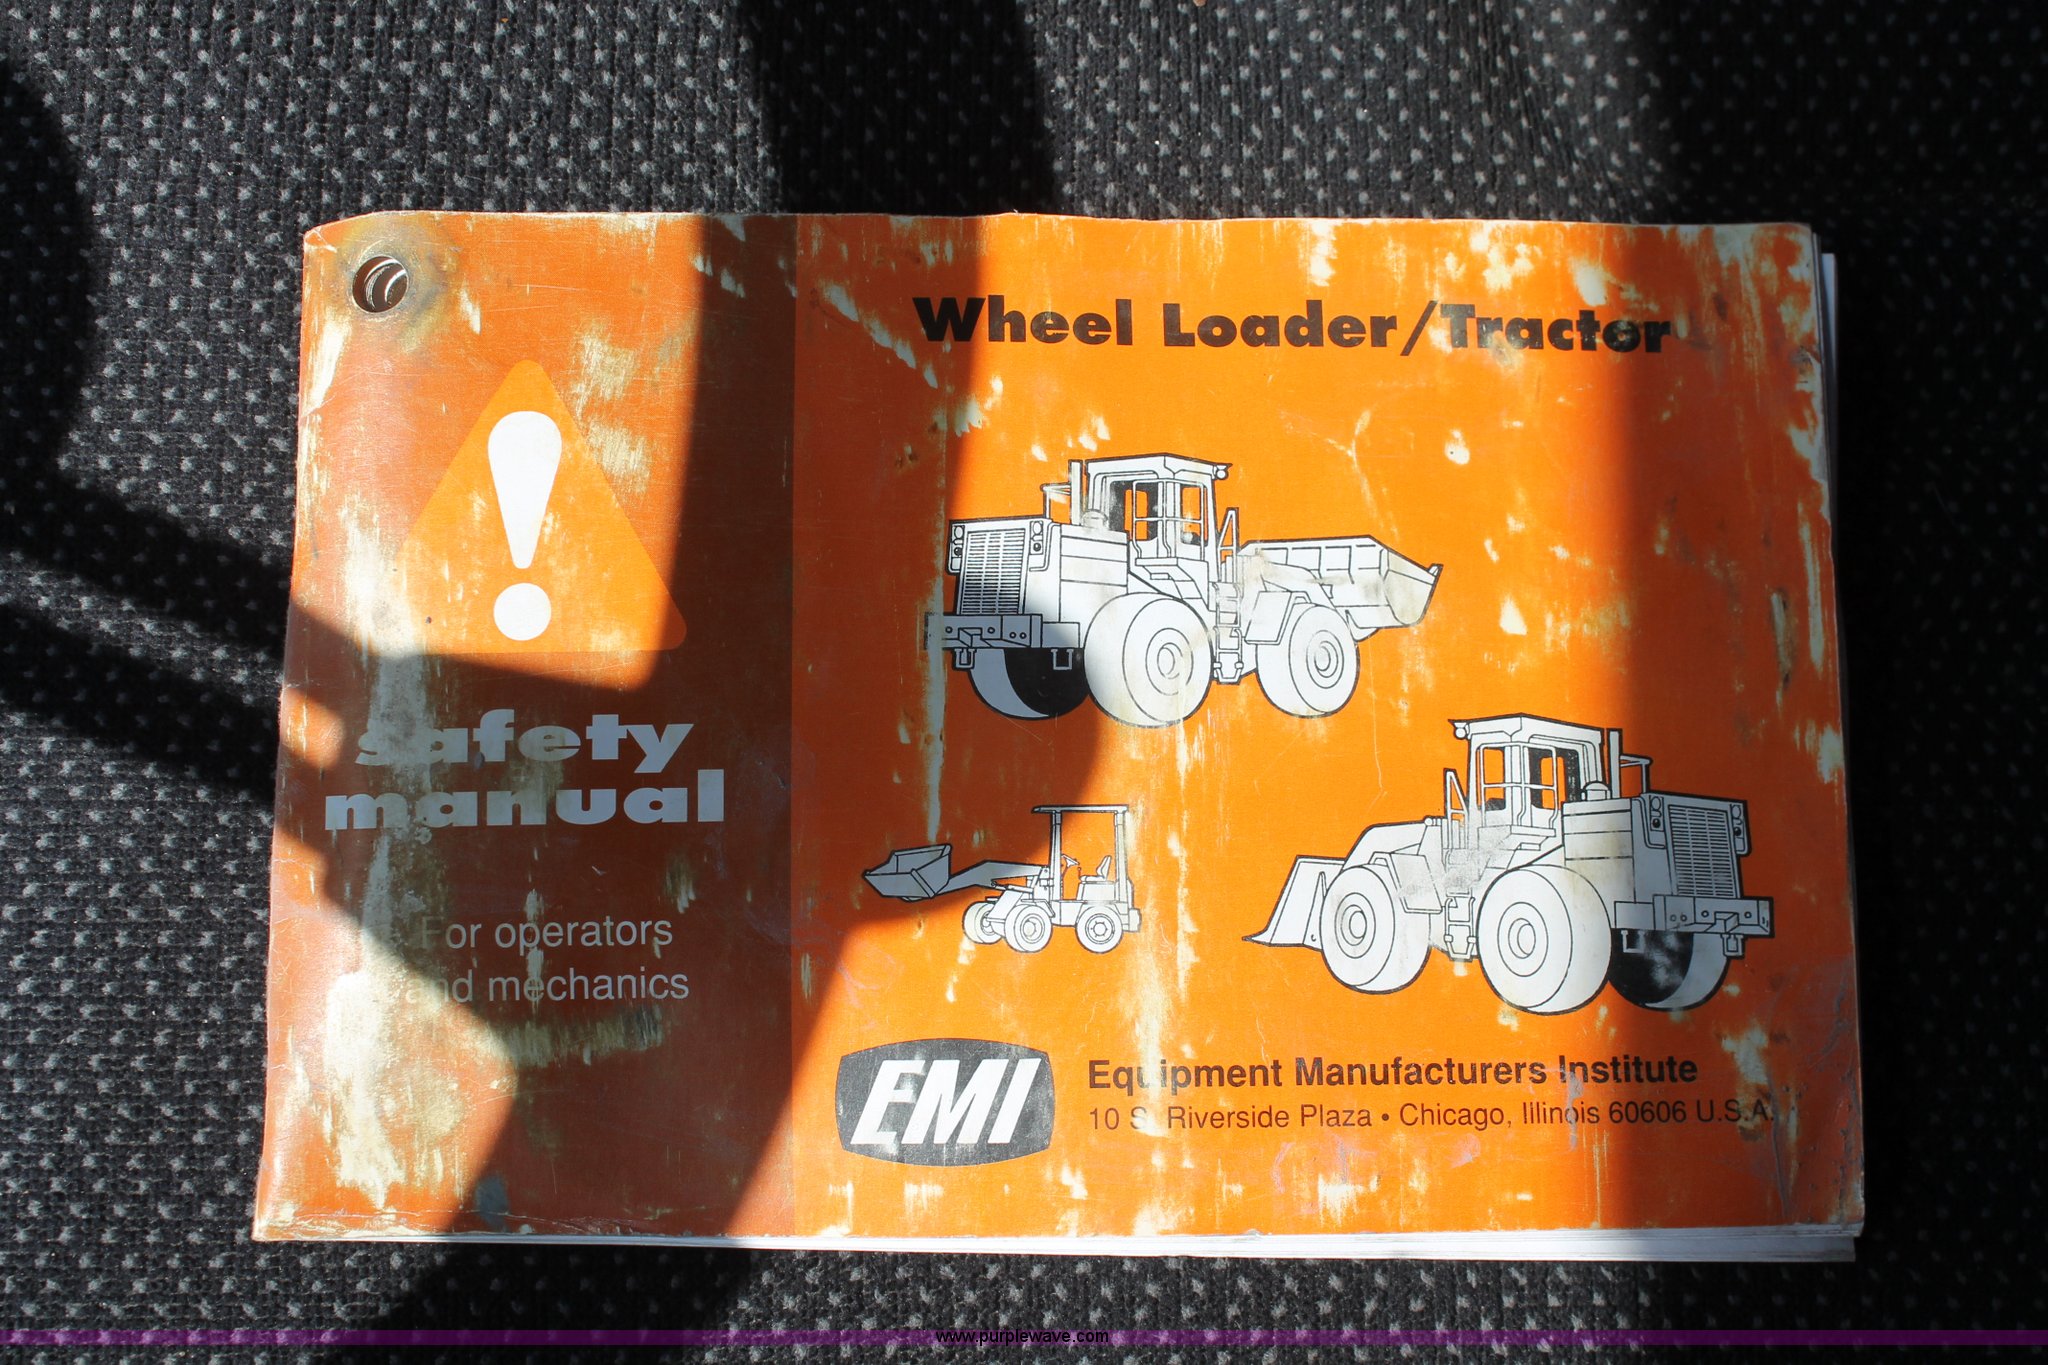 Wheel Loader/Tractor
!
safety
manual
For operators
and mechanics
EMI
Equipment Manufacturers Institute
10 S. Riverside Plaza • Chicago, Illinois 60606 U.S.A.
www.purplewave.com